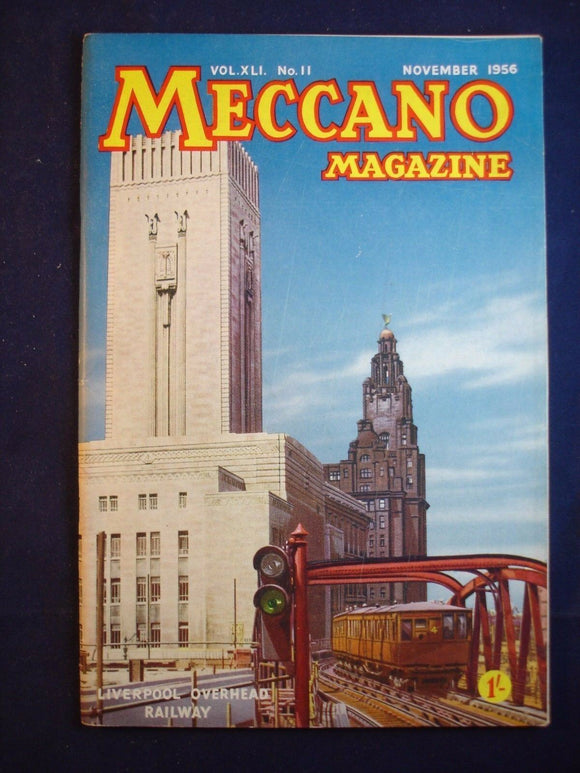 VOL.XLI. No.11 NOVEMBER 1956
MECCANO
MAGAZINE
LIVERPOOL OVERHEAD
RAILWAY
1/-